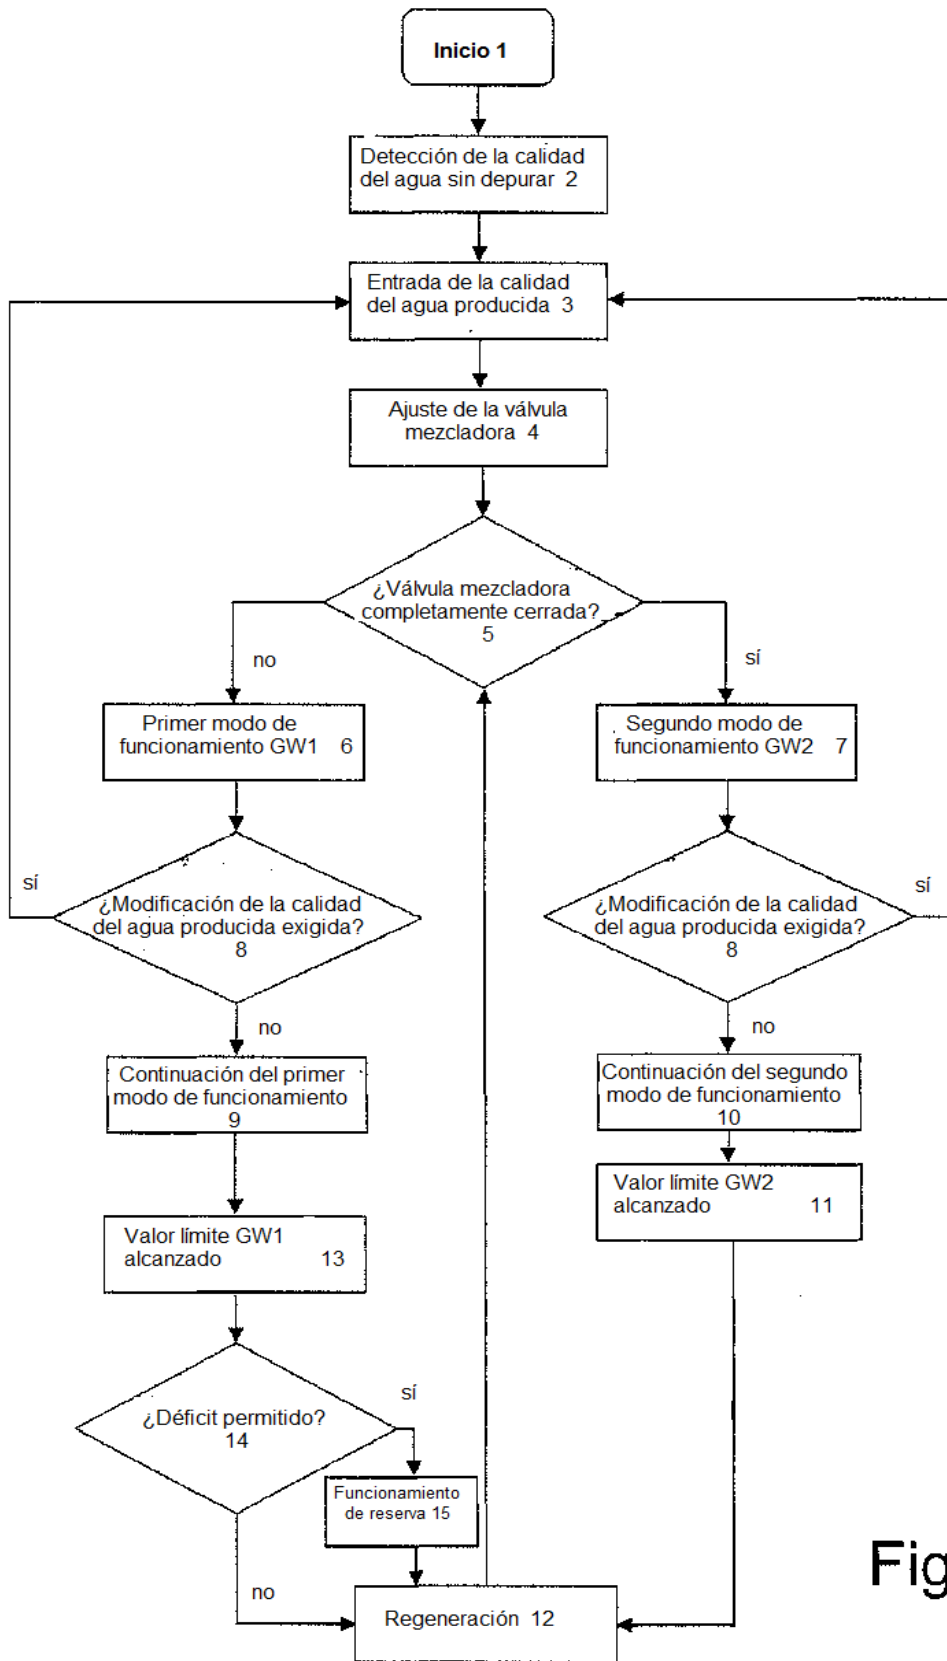 Inicio 1
Detección de la calidad
del agua sin depurar 2
Entrada de la calidad
del agua producida 3
Ajuste de la válvula
mezcladora 4
¿Válvula mezcladora
completamente cerrada?
5
no
sí
Primer modo de
funcionamiento GW1 6
Segundo modo de
funcionamiento GW2 7
sí
¿Modificación de la calidad
del agua producida exigida?
8
sí
¿Modificación de la calidad
del agua producida exigida?
8
no
no
Continuación del primer
modo de funcionamiento
9
Continuación del segundo
modo de funcionamiento
10
Valor límite GW2
alcanzado 11
Valor límite GW1
alcanzado 13
¿Déficit permitido?
14
sí
Funcionamiento
de reserva 15
no
Regeneración 12
Fig